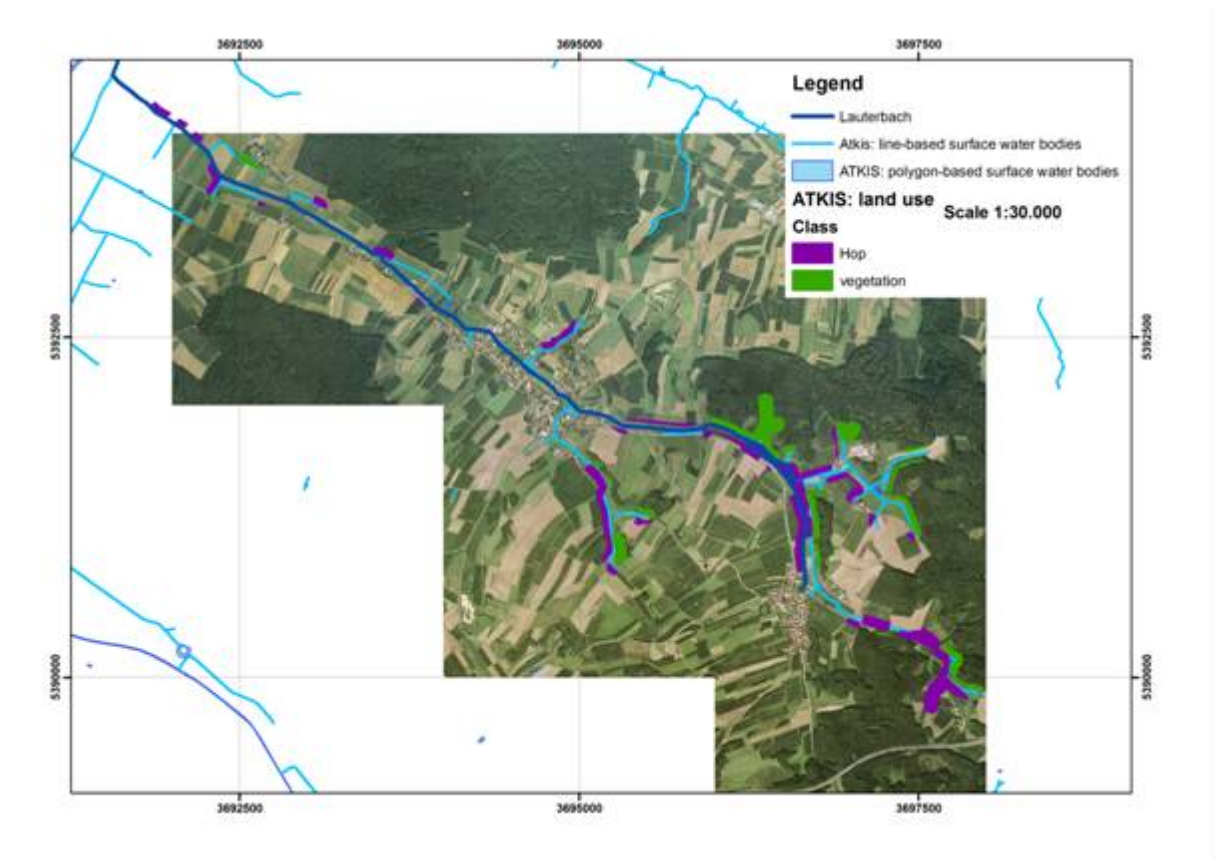 3692500 3695000 3697500
Legend
Lauterbach
Atkis: line-based surface water bodies
ATKIS: polygon-based surface water bodies
ATKIS: land use
Scale 1:30.000
Class
Hop
vegetation
5392500 5392500
5390000 5390000
3692500 3695000 3697500